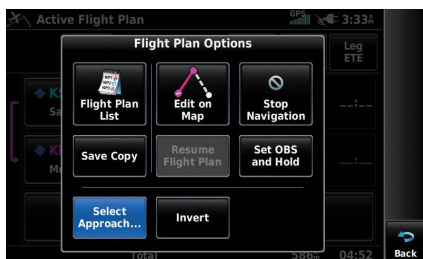 Active Flight Plan
GPS
3:33
Flight Plan Options
Leg
ETE
Flight Plan
List
Edit on
Map
Stop
Navigation
Save Copy
Resume
Flight Plan
Set OBS
and Hold
Select
Approach...
Invert
Total
586
04:52
Back